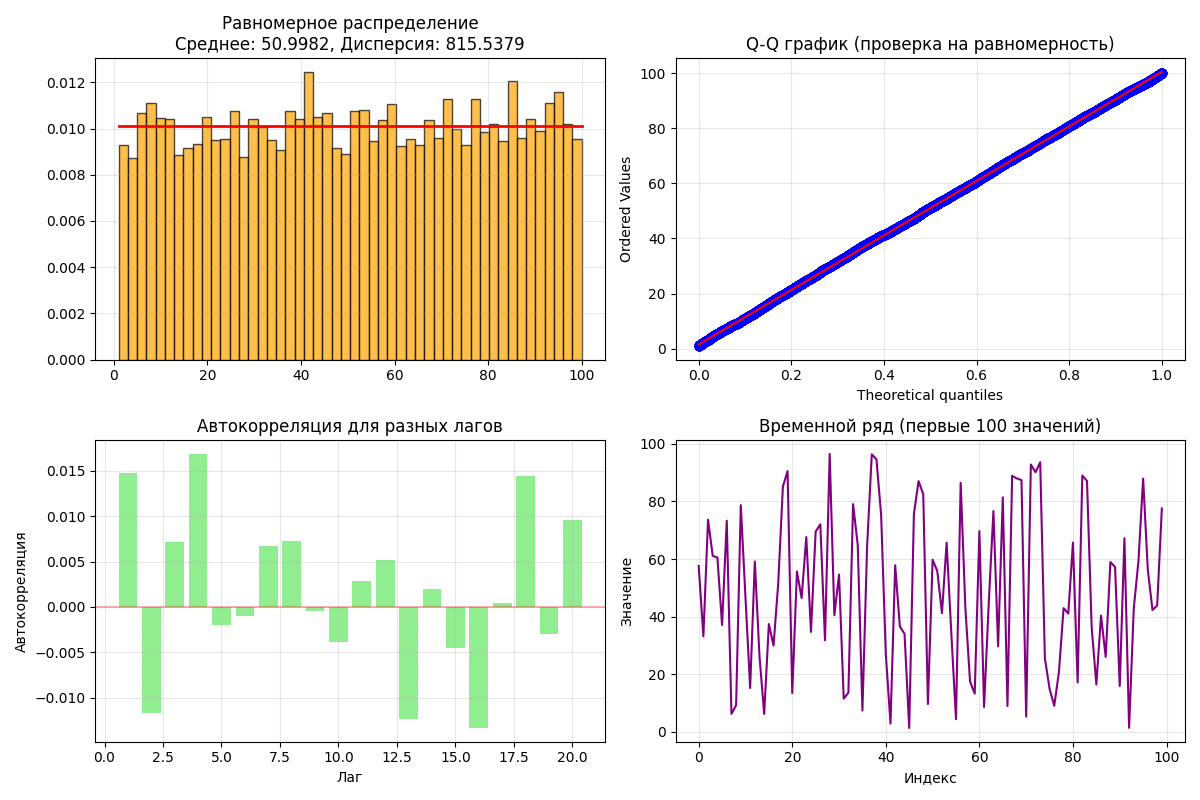 Равномерное распределение
Среднее: 50.9982, Дисперсия: 815.5379
0.012
0.010
0.008
0.006
0.004
0.002
0.000
0 20 40 60 80 100
Q-Q график (проверка на равномерность)
Ordered Values
100
80
60
40
20
0
0.0 0.2 0.4 0.6 0.8 1.0
Theoretical quantiles
Автокорреляция для разных лагов
Автокорреляция
0.015
0.010
0.005
0.000
−0.005
−0.010
0.0 2.5 5.0 7.5 10.0 12.5 15.0 17.5 20.0
Лаг
Временной ряд (первые 100 значений)
Значение
100
80
60
40
20
0
0 20 40 60 80 100
Индекс